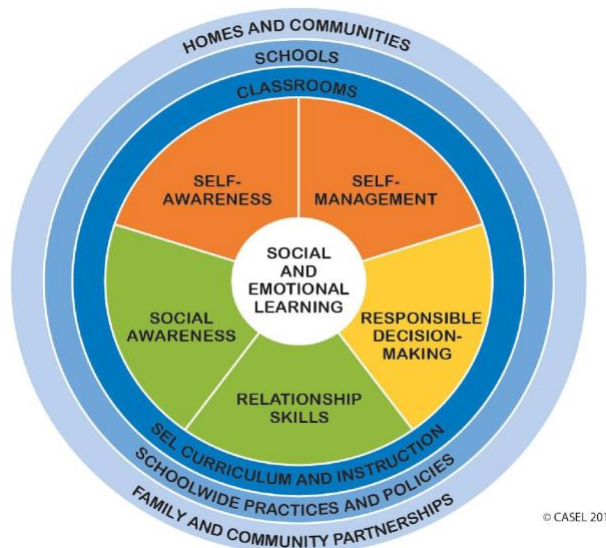 HOMES AND COMMUNITIES
SCHOOLS
CLASSROOMS
SELF-
AWARENESS
SELF-
MANAGEMENT
SOCIAL
AND
EMOTIONAL
LEARNING
SOCIAL
AWARENESS
RESPONSIBLE
DECISION-
MAKING
RELATIONSHIP
SKILLS
SEL CURRICULUM AND INSTRUCTION
SCHOOLWIDE PRACTICES AND POLICIES
FAMILY AND COMMUNITY PARTNERSHIPS
© CASEL